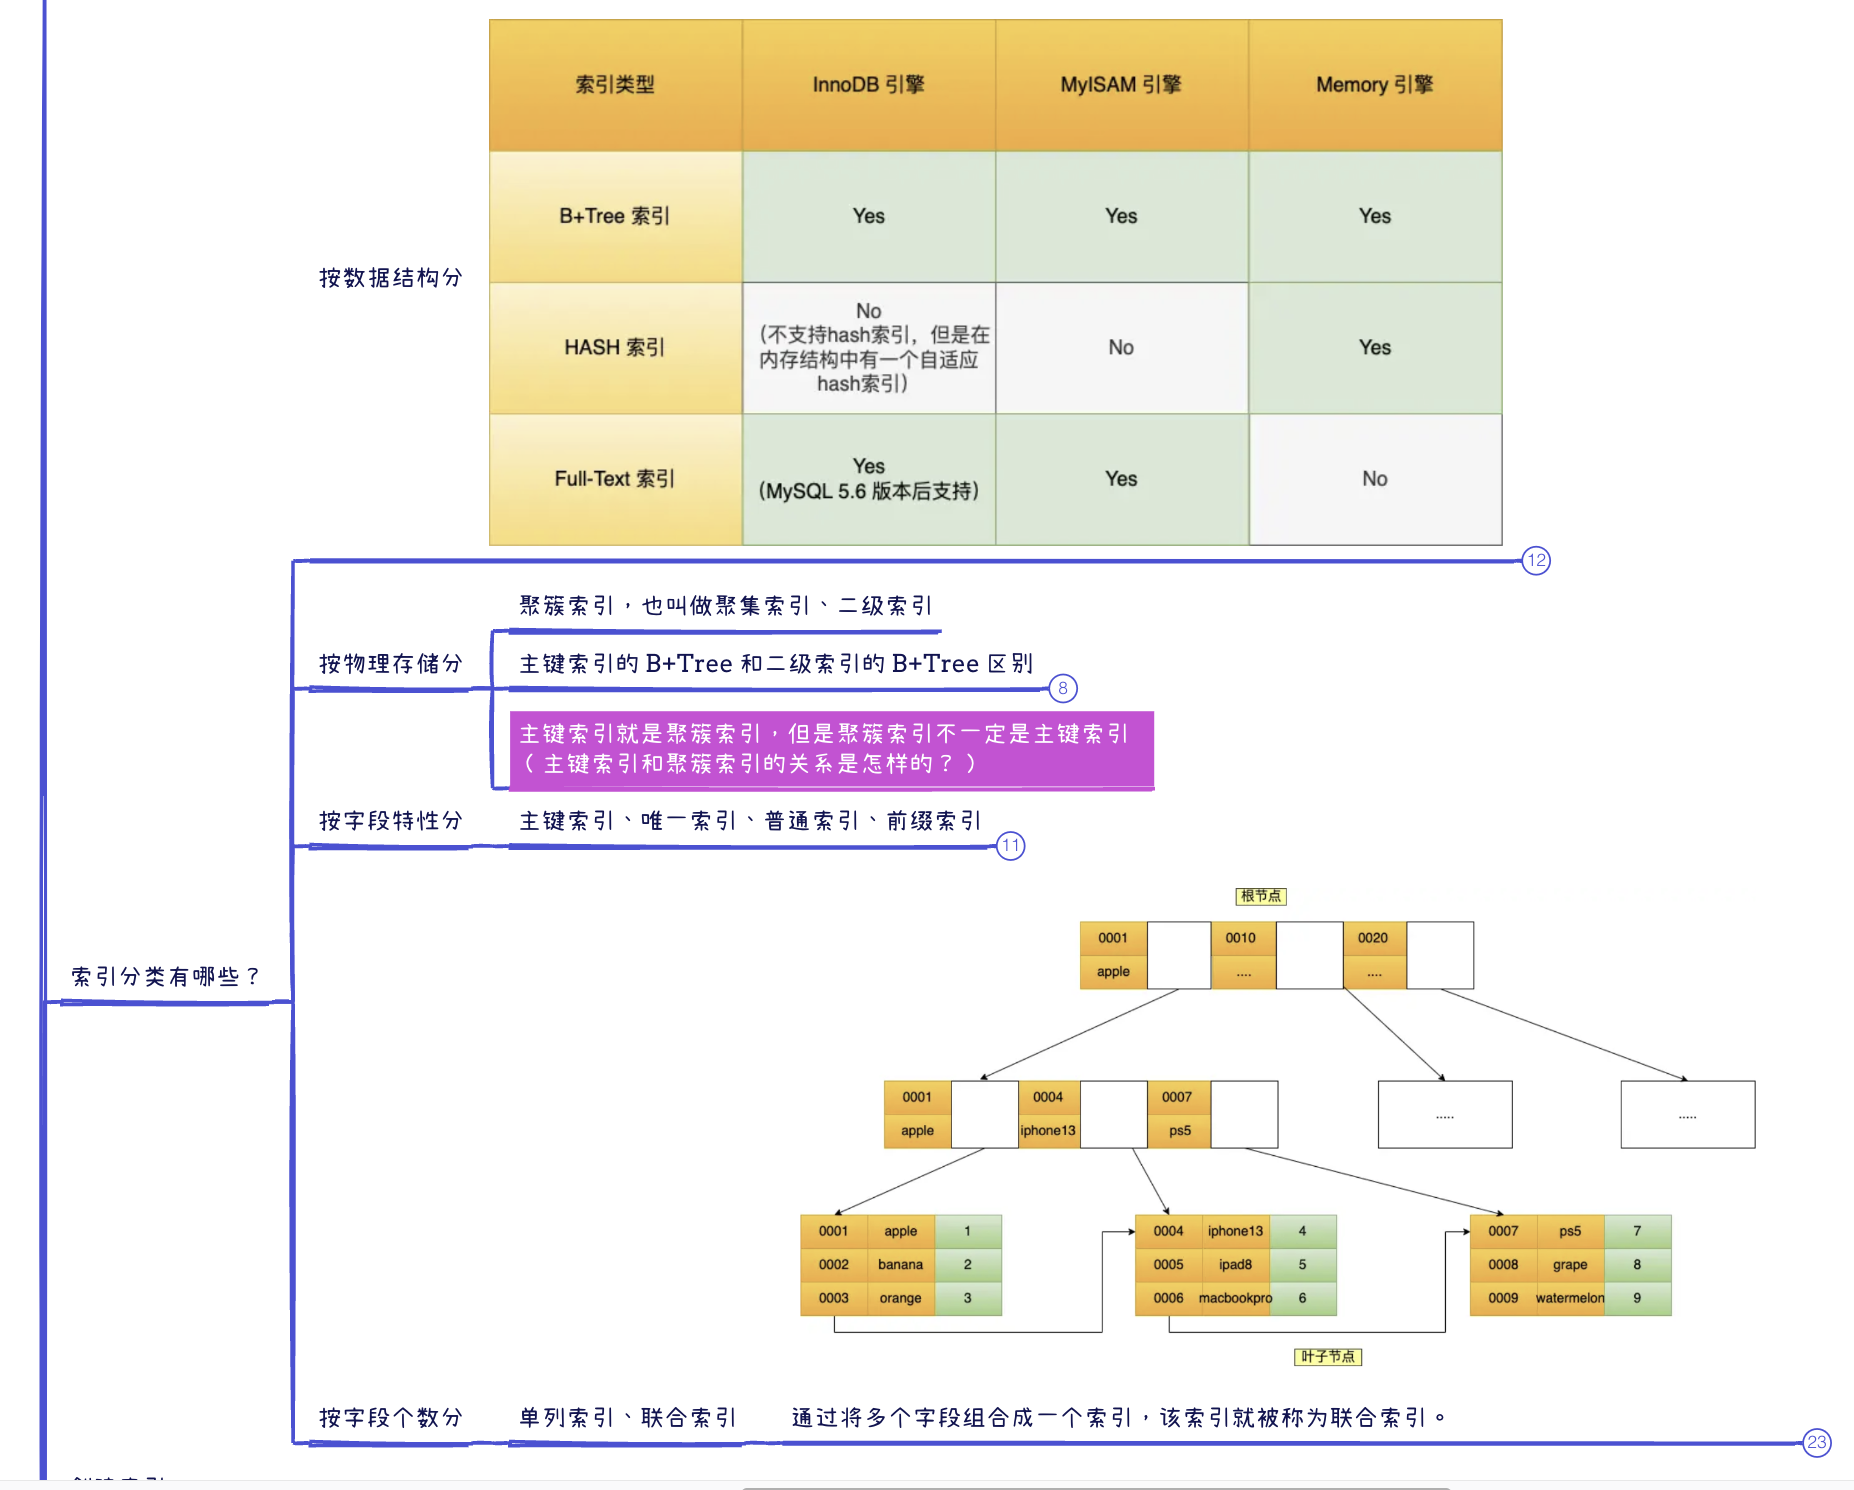 索引类型 InnoDB 引擎 MyISAM 引擎 Memory 引擎
B+Tree 索引 Yes Yes Yes
按数据结构分
HASH 索引 No No Yes
（不支持hash索引，但是在
内存结构中有一个自适应
hash索引）
Full-Text 索引 Yes Yes No
（MySQL 5.6 版本后支持）
12
聚簇索引，也叫做聚集索引、二级索引
按物理存储分
主键索引的 B+Tree 和二级索引的 B+Tree 区别
8
主键索引就是聚簇索引，但是聚簇索引不一定是主键索引
（主键索引和聚簇索引的关系是怎样的？）
按字段特性分
主键索引、唯一索引、普通索引、前缀索引
11
索引分类有哪些？
根节点
0001 0010 0020
apple .... ....
0001 0004 0007
apple iphone13 ps5
..... .....
0001 apple 1 0004 iphone13 4 0007 ps5 7
0002 banana 2 0005 ipad8 5 0008 grape 8
0003 orange 3 0006 macbookpro 6 0009 watermelon 9
叶子节点
按字段个数分
单列索引、联合索引
通过将多个字段组合成一个索引，该索引就被称为联合索引。
23